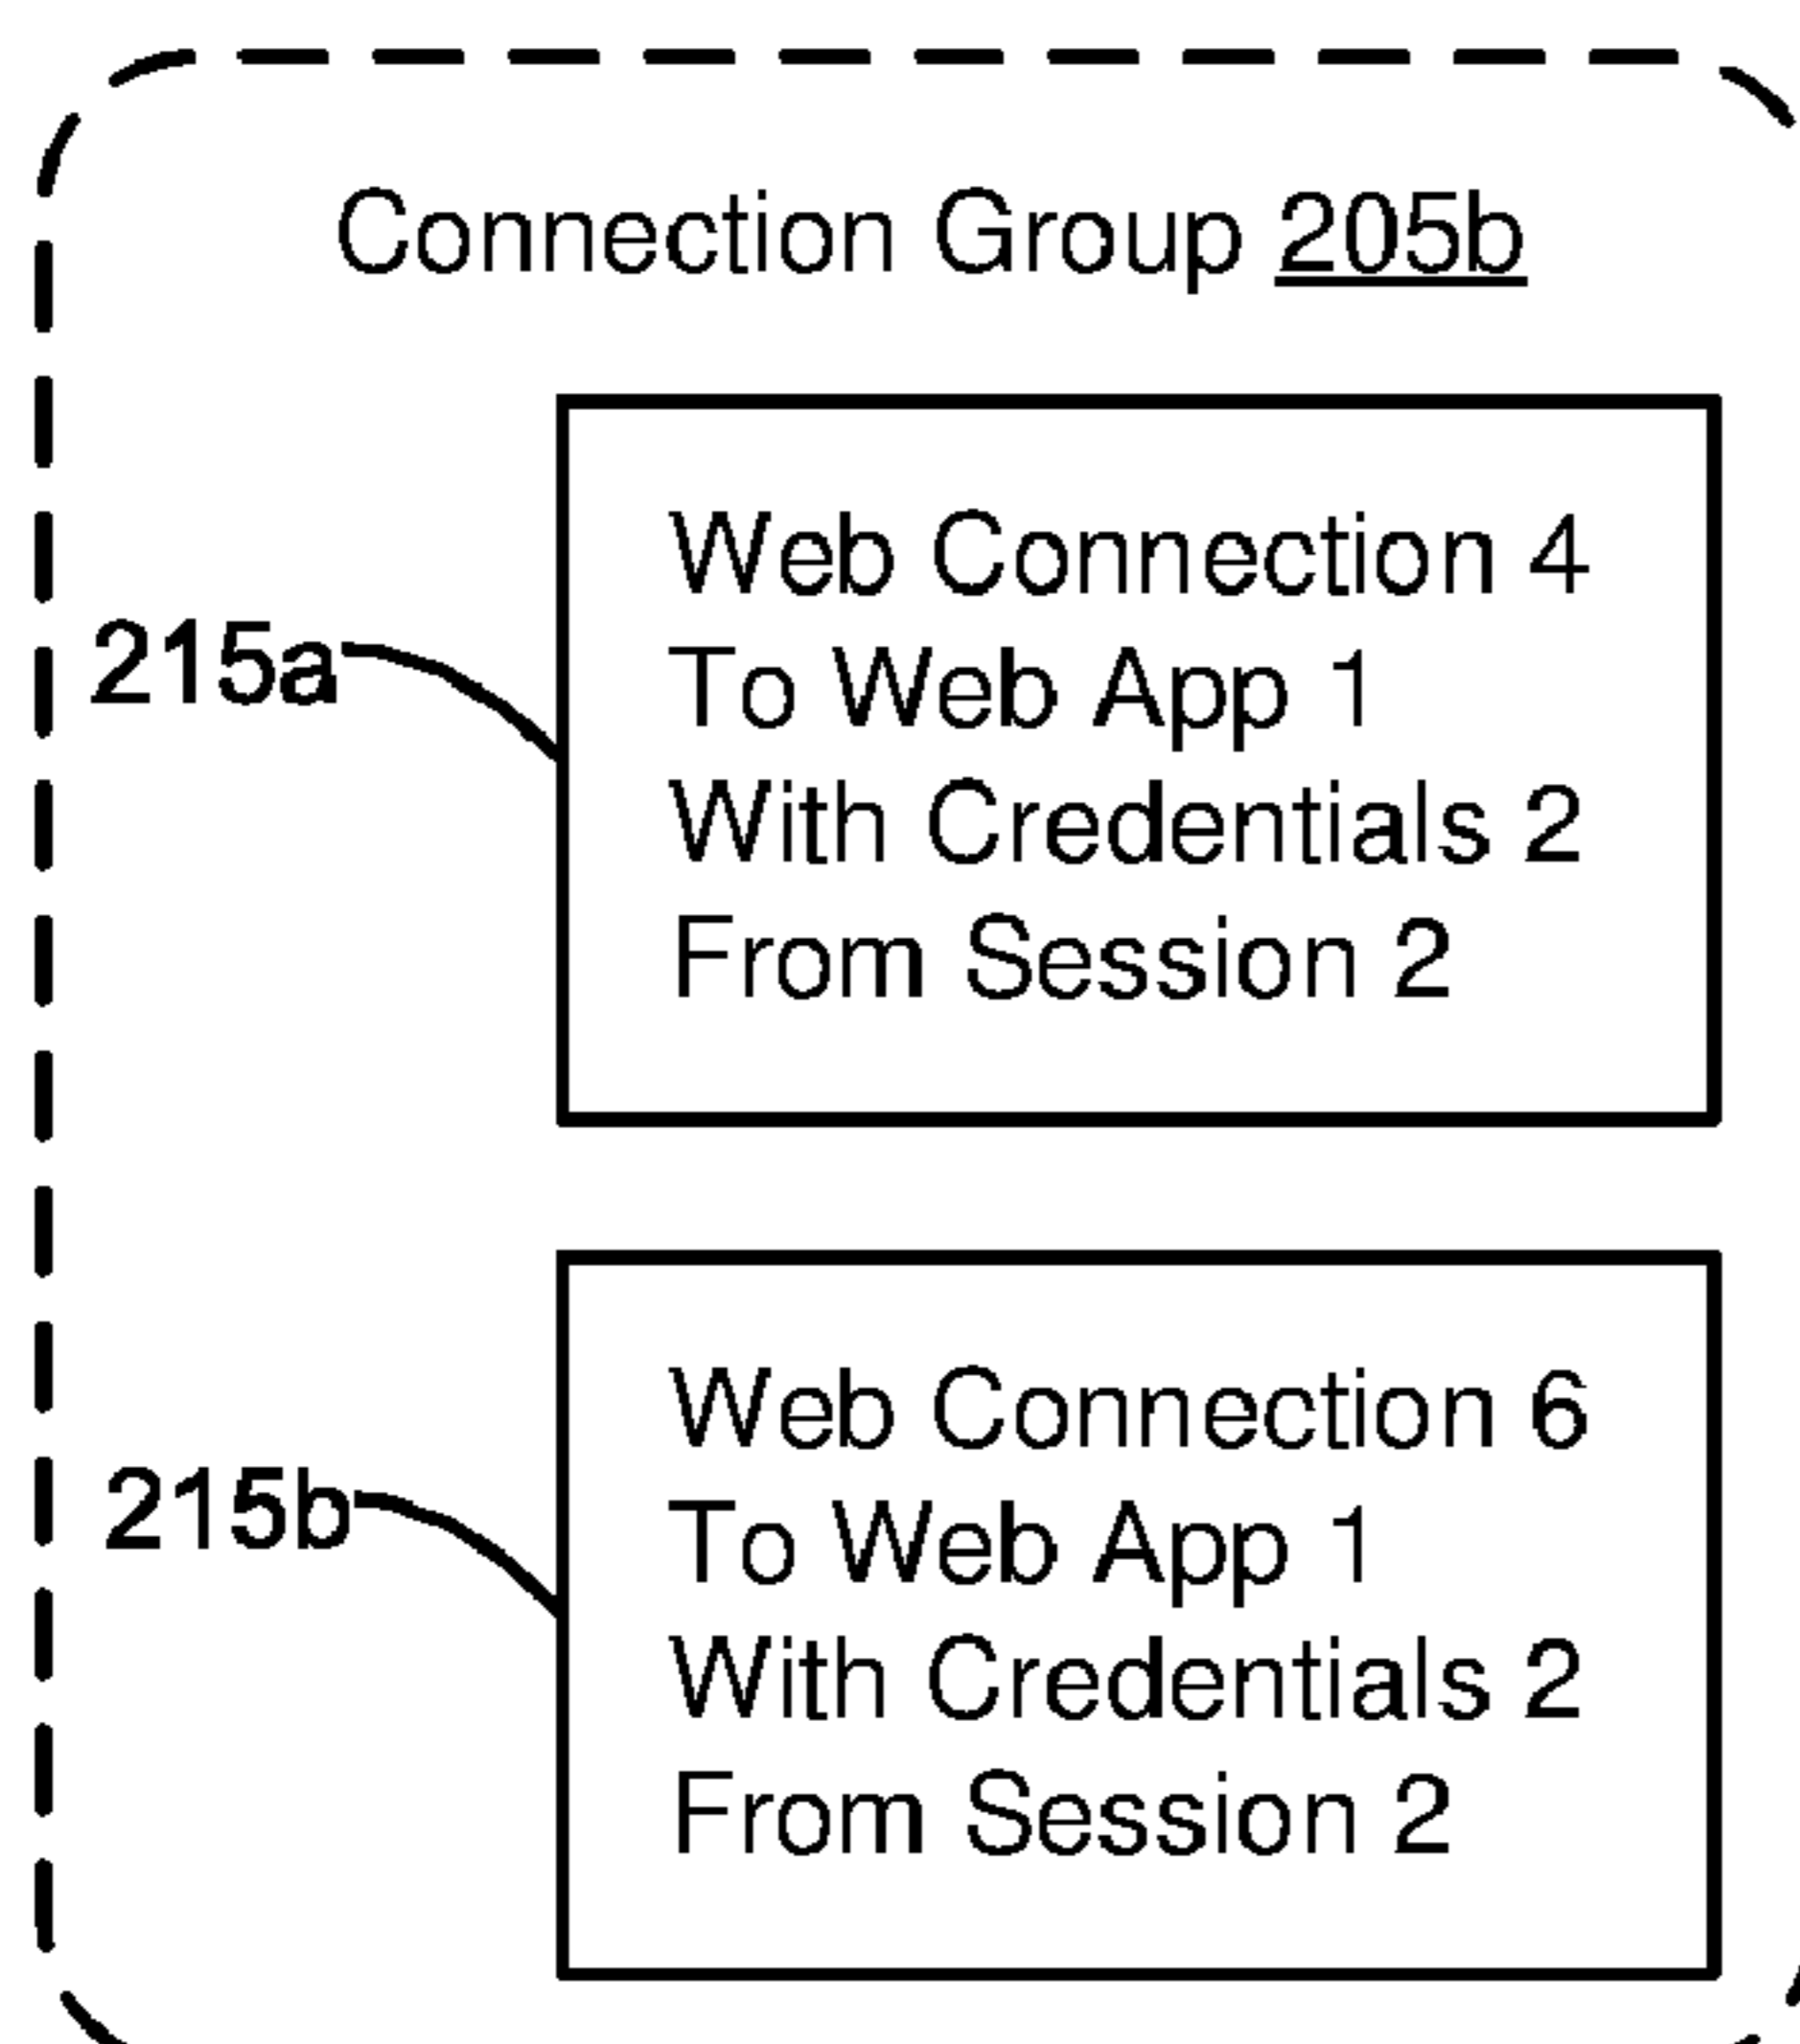 Connection Group 205b
215a
Web Connection 4
To Web App 1
With Credentials 2
From Session 2
215b
Web Connection 6
To Web App 1
With Credentials 2
From Session 2